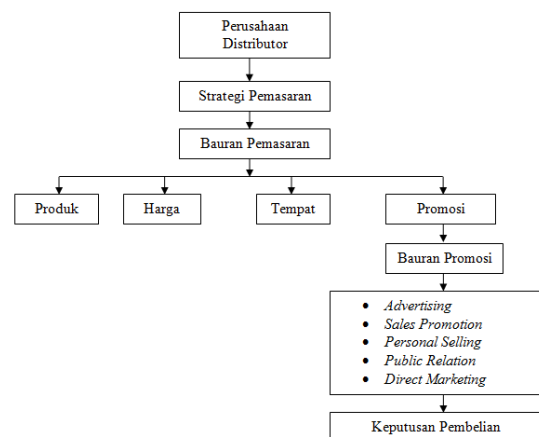 Perusahaan
Distributor
Strategi Pemasaran
Bauran Pemasaran
Produk
Harga
Tempat
Promosi
Bauran Promosi
• Advertising
• Sales Promotion
• Personal Selling
• Public Relation
• Direct Marketing
Keputusan Pembelian